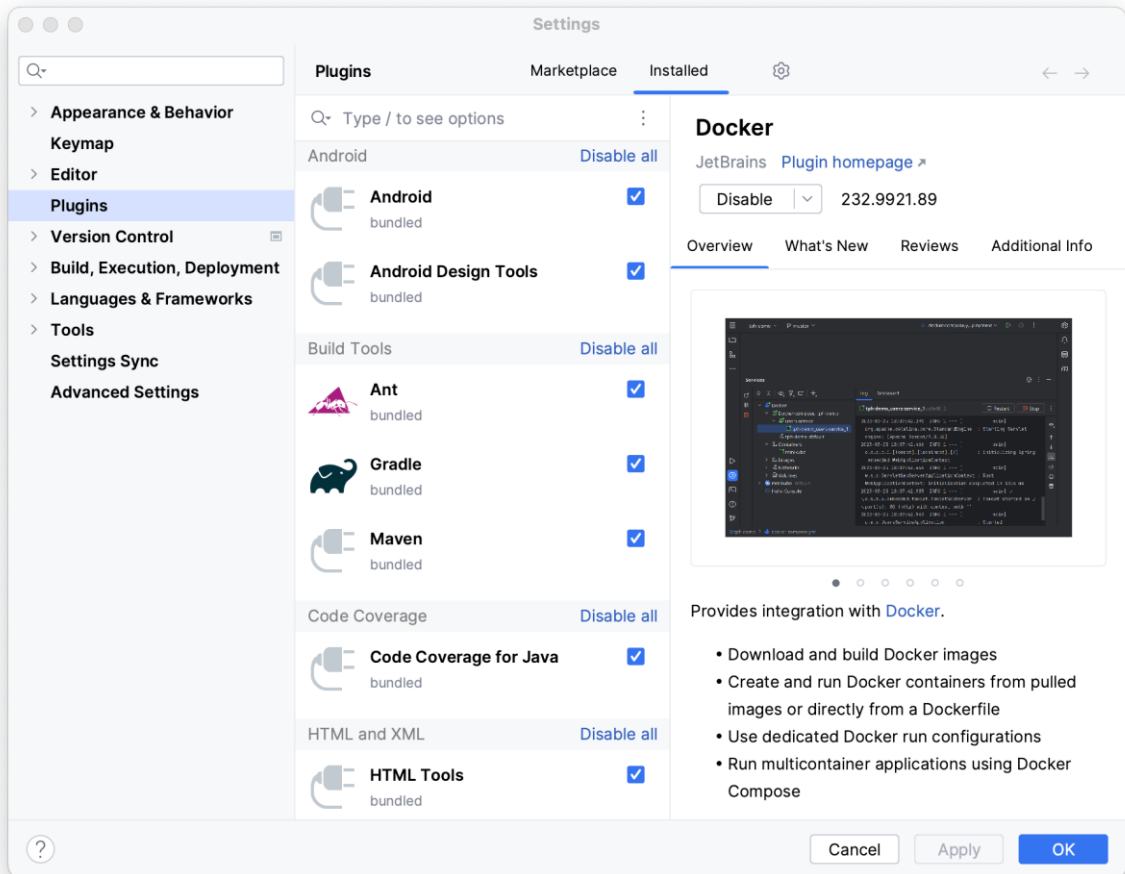 Settings
Plugins
Marketplace
Installed
Appearance & Behavior
Keymap
Editor
Plugins
Version Control
Build, Execution, Deployment
Languages & Frameworks
Tools
Settings Sync
Advanced Settings
Type / to see options
Android
Disable all
Android
bundled
Android Design Tools
bundled
Build Tools
Disable all
Ant
bundled
Gradle
bundled
Maven
bundled
Code Coverage
Disable all
Code Coverage for Java
bundled
HTML and XML
Disable all
HTML Tools
bundled
Docker
JetBrains Plugin homepage ↗
Disable
232.9921.89
Overview
What's New
Reviews
Additional Info
Services
Provides integration with Docker.
• Download and build Docker images
• Create and run Docker containers from pulled
images or directly from a Dockerfile
• Use dedicated Docker run configurations
• Run multicontainer applications using Docker
Compose
?
Cancel
Apply
OK